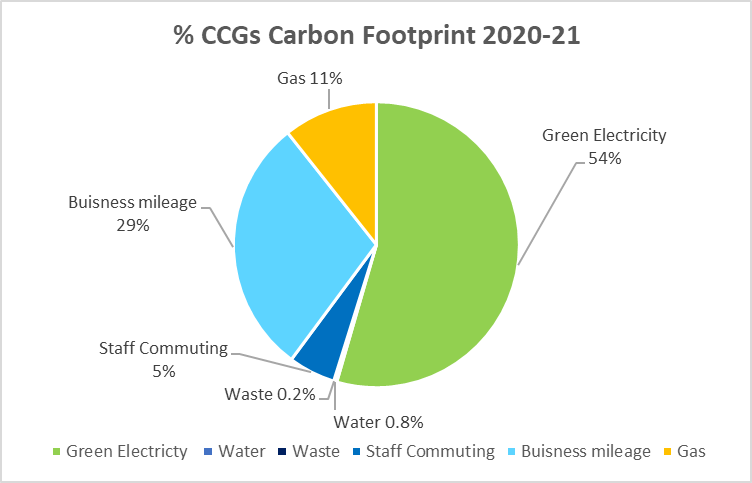 % CCGs Carbon Footprint 2020-21
Gas 11%
Green Electricity
54%
Buisness mileage
29%
Staff Commuting
5%
Waste 0.2%
Water 0.8%
Green Electricty Water Waste Staff Commuting Buisness mileage Gas